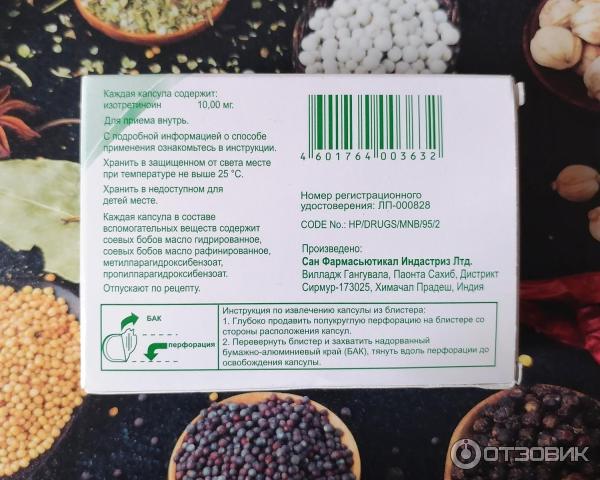 Каждая капсула содержит:
изотретиноин 10,00 мг.
Для приема внутрь.
С подробной информацией о способе
применения ознакомьтесь в инструкции.
Хранить в защищенном от света месте
при температуре не выше 25 °С.
Хранить в недоступном для
детей месте.
Каждая капсула в составе
вспомогательных веществ содержит
соевых бобов масло гидрированное,
соевых бобов масло рафинированное,
метилпарагидроксибензоат,
пропилпарагидроксибензоат.
Отпускают по рецепту.
4 601764 003632
Номер регистрационного
удостоверения: ЛП-000828
CODE No.: HP/DRUGS/MNB/95/2
Произведено:
Сан Фармасьютикал Индастриз Лтд.
Вилладж Гангувала, Паонта Сахиб, Дистрикт
Сирмур-173025, Химачал Прадеш, Индия
БАК
перфорация
Инструкция по извлечению капсулы из блистера:
1. Глубоко продавить полукруглую перфорацию на блистере со
стороны расположения капсул.
2. Перевернуть блистер и захватить надорванный
бумажно-алюминиевый край (БАК), тянуть вдоль перфорации до
освобождения капсулы.
ОТЗОВИК